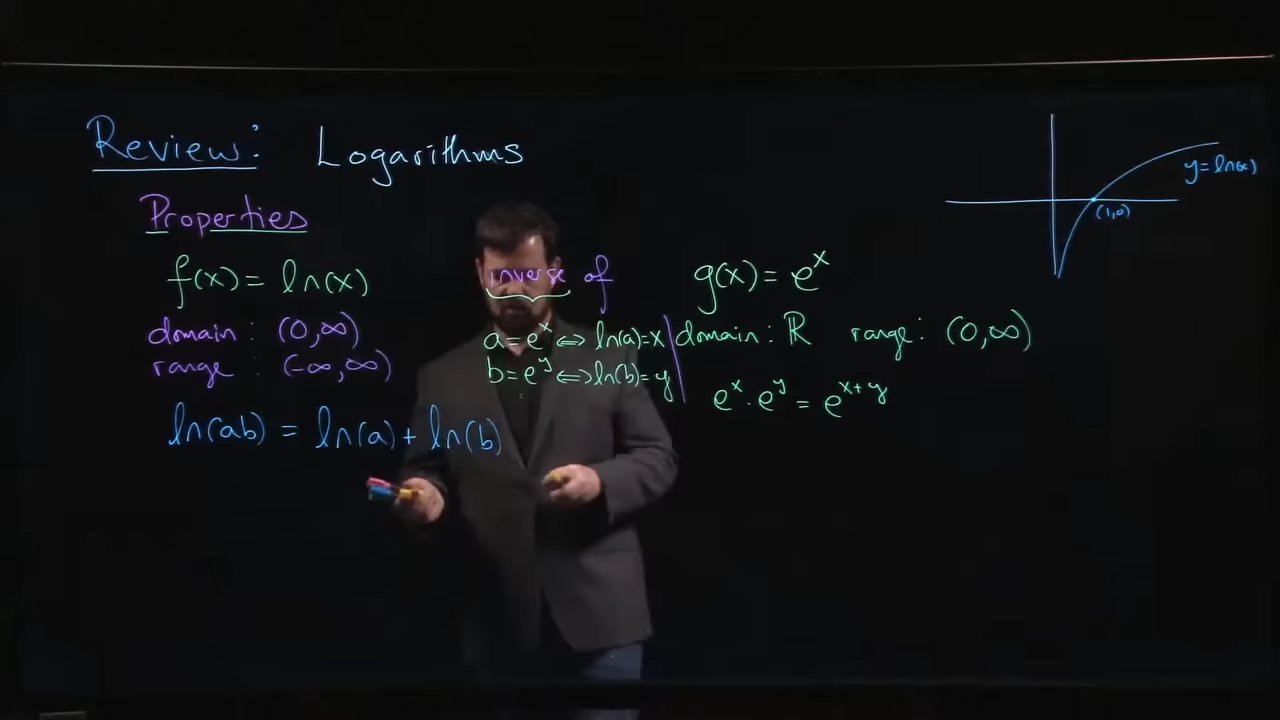 Review: Logarithms
Properties
f(x) = ln(x) inverse of g(x) = e^x
domain : (0,∞)
range : (-∞,∞)
a=e^x ⇔ ln(a)=x
b=e^y ⇔ ln(b)=y
domain : ℝ range : (0,∞)
e^x · e^y = e^{x+y}
ln(ab) = ln(a) + ln(b)
y=ln(x)
(1,0)